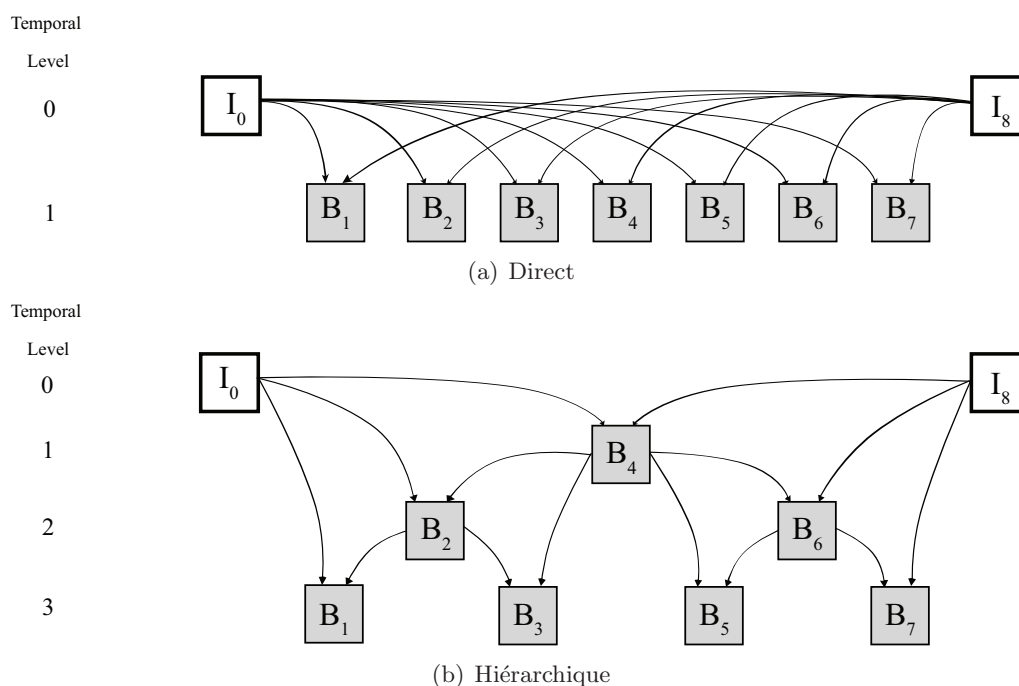 Temporal
Level
0
I₀ I₈
1
B₁ B₂ B₃ B₄ B₅ B₆ B₇
(a) Direct
Temporal
Level
0
I₀ I₈
1
B₄
2
B₂ B₆
3
B₁ B₃ B₅ B₇
(b) Hiérarchique